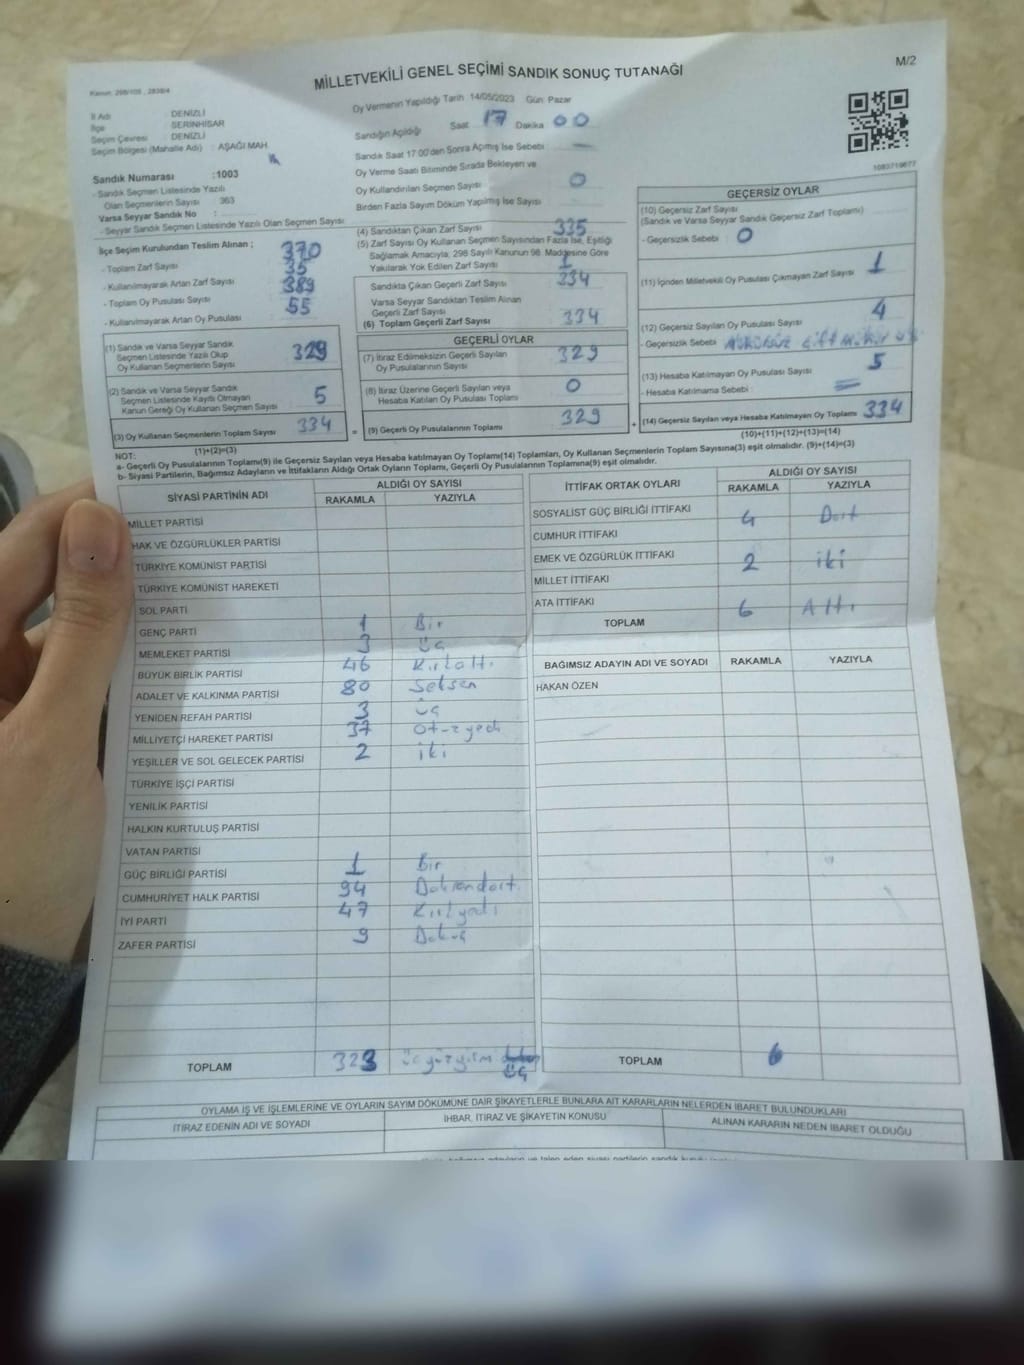 M/2
MİLLETVEKİLİ GENEL SEÇİMİ SANDIK SONUÇ TUTANAĞI
Kanun: 298/105 , 2839/4
İl Adı DENİZLİ
İlçe SERİNHİSAR
Seçim Çevresi : DENİZLİ
Seçim Bölgesi (Mahalle Adı) : AŞAĞI MAH.
Sandık Numarası :1003
- Sandık Seçmen Listesinde Yazılı
Olan Seçmenlerin Sayısı 363
Varsa Seyyar Sandık No :
- Seyyar Sandık Seçmen Listesinde Yazılı Olan Seçmen Sayısı
İlçe Seçim Kurulundan Teslim Alınan ;
- Toplam Zarf Sayısı 370
- Kullanılmayarak Artan Zarf Sayısı 35
- Toplam Oy Pusulası Sayısı 389
- Kullanılmayarak Artan Oy Pusulası 55
(1) Sandık ve Varsa Seyyar Sandık
Seçmen Listesinde Yazılı Olup
Oy Kullanan Seçmenlerin Sayısı 329
(2) Sandık ve Varsa Seyyar Sandık
Seçmen Listesinde Kayıtlı Olmayan
Kanun Gereği Oy Kullanan Seçmen Sayısı 5
(3) Oy Kullanan Seçmenlerin Toplam Sayısı 334
(1)+(2)=(3)
Oy Vermenin Yapıldığı Tarih 14/05/2023 Gün: Pazar
Sandığın Açıldığı Saat 17 Dakika 00
Sandık Saat 17:00'den Sonra Açımış İse Sebebi —
Oy Verme Saati Bitiminde Sırada Bekleyen ve
Oy Kullandırılan Seçmen Sayısı 0
Birden Fazla Sayım Döküm Yapılmış İse Sayısı
(4) Sandıktan Çıkan Zarf Sayısı 335
(5) Zarf Sayısı Oy Kullanan Seçmen Sayısından Fazla İse, Eşitliği
Sağlamak Amacıyla; 298 Sayılı Kanunun 98. Maddesine Göre
Yakılarak Yok Edilen Zarf Sayısı 1
Sandıkta Çıkan Geçerli Zarf Sayısı 334
Varsa Seyyar Sandıktan Teslim Alınan
Geçerli Zarf Sayısı
(6) Toplam Geçerli Zarf Sayısı 334
GEÇERLİ OYLAR
(7) İtiraz Edilmeksizin Geçerli Sayılan
Oy Pusulalarının Sayısı 329
(8) İtiraz Üzerine Geçerli Sayılan veya
Hesaba Katılan Oy Pusulası Toplamı 0
= (9) Geçerli Oy Pusulalarının Toplamı 329
1083719677
GEÇERSİZ OYLAR
(10) Geçersiz Zarf Sayısı
(Sandık ve Varsa Seyyar Sandık Geçersiz Zarf Toplamı)
- Geçersizlik Sebebi : 0
(11) İçinden Milletvekili Oy Pusulası Çıkmayan Zarf Sayısı 1
(12) Geçersiz Sayılan Oy Pusulası Sayısı 4
- Geçersizlik Sebebi
(13) Hesaba Katılmayan Oy Pusulası Sayısı 5
- Hesaba Katılmama Sebebi :
+ (14) Geçersiz Sayılan veya Hesaba Katılmayan Oy Toplamı 334
(10)+(11)+(12)+(13)=(14)
NOT:
a- Geçerli Oy Pusulalarının Toplamı(9) ile Geçersiz Sayılan veya Hesaba katılmayan Oy Toplamı(14) Toplamları, Oy Kullanan Seçmenlerin Toplam Sayısına(3) eşit olmalıdır. (9)+(14)=(3)
b- Siyasi Partilerin, Bağımsız Adayların ve İttifakların Aldığı Ortak Oyların Toplamı, Geçerli Oy Pusulalarının Toplamına(9) eşit olmalıdır.
SİYASİ PARTİNİN ADI ALDIĞI OY SAYISI
RAKAMLA YAZIYLA
MİLLET PARTİSİ
HAK VE ÖZGÜRLÜKLER PARTİSİ
TÜRKİYE KOMÜNİST PARTİSİ
TÜRKİYE KOMÜNİST HAREKETİ
SOL PARTİ
GENÇ PARTİ 1 Bir
MEMLEKET PARTİSİ 3 Üç
BÜYÜK BİRLİK PARTİSİ 46 Kırkaltı
ADALET VE KALKINMA PARTİSİ 80 Seksen
YENİDEN REFAH PARTİSİ 3 Üç
MİLLİYETÇİ HAREKET PARTİSİ 37 Otuzyedi
YEŞİLLER VE SOL GELECEK PARTİSİ 2 iki
TÜRKİYE İŞÇİ PARTİSİ
YENİLİK PARTİSİ
HALKIN KURTULUŞ PARTİSİ
VATAN PARTİSİ
GÜÇ BİRLİĞİ PARTİSİ 1 Bir
CUMHURİYET HALK PARTİSİ 94 Doksandört
İYİ PARTİ 47 Kırkyedi
ZAFER PARTİSİ 9 Dokuz
TOPLAM 323 üçyüzyirmi üç
İTTİFAK ORTAK OYLARI ALDIĞI OY SAYISI
RAKAMLA YAZIYLA
SOSYALİST GÜÇ BİRLİĞİ İTTİFAKI
CUMHUR İTTİFAKI 4 Dört
EMEK VE ÖZGÜRLÜK İTTİFAKI
MİLLET İTTİFAKI 2 iki
ATA İTTİFAKI
TOPLAM 6 Altı
BAĞIMSIZ ADAYIN ADI VE SOYADI RAKAMLA YAZIYLA
HAKAN ÖZEN
TOPLAM 6
OYLAMA İŞ VE İŞLEMLERİNE VE OYLARIN SAYIM DÖKÜMÜNE DAİR ŞİKAYETLERLE BUNLARA AİT KARARLARIN NELERDEN İBARET BULUNDUKLARI
İTİRAZ EDENİN ADI VE SOYADI İHBAR, İTİRAZ VE ŞİKAYETİN KONUSU ALINAN KARARIN NEDEN İBARET OLDUĞU